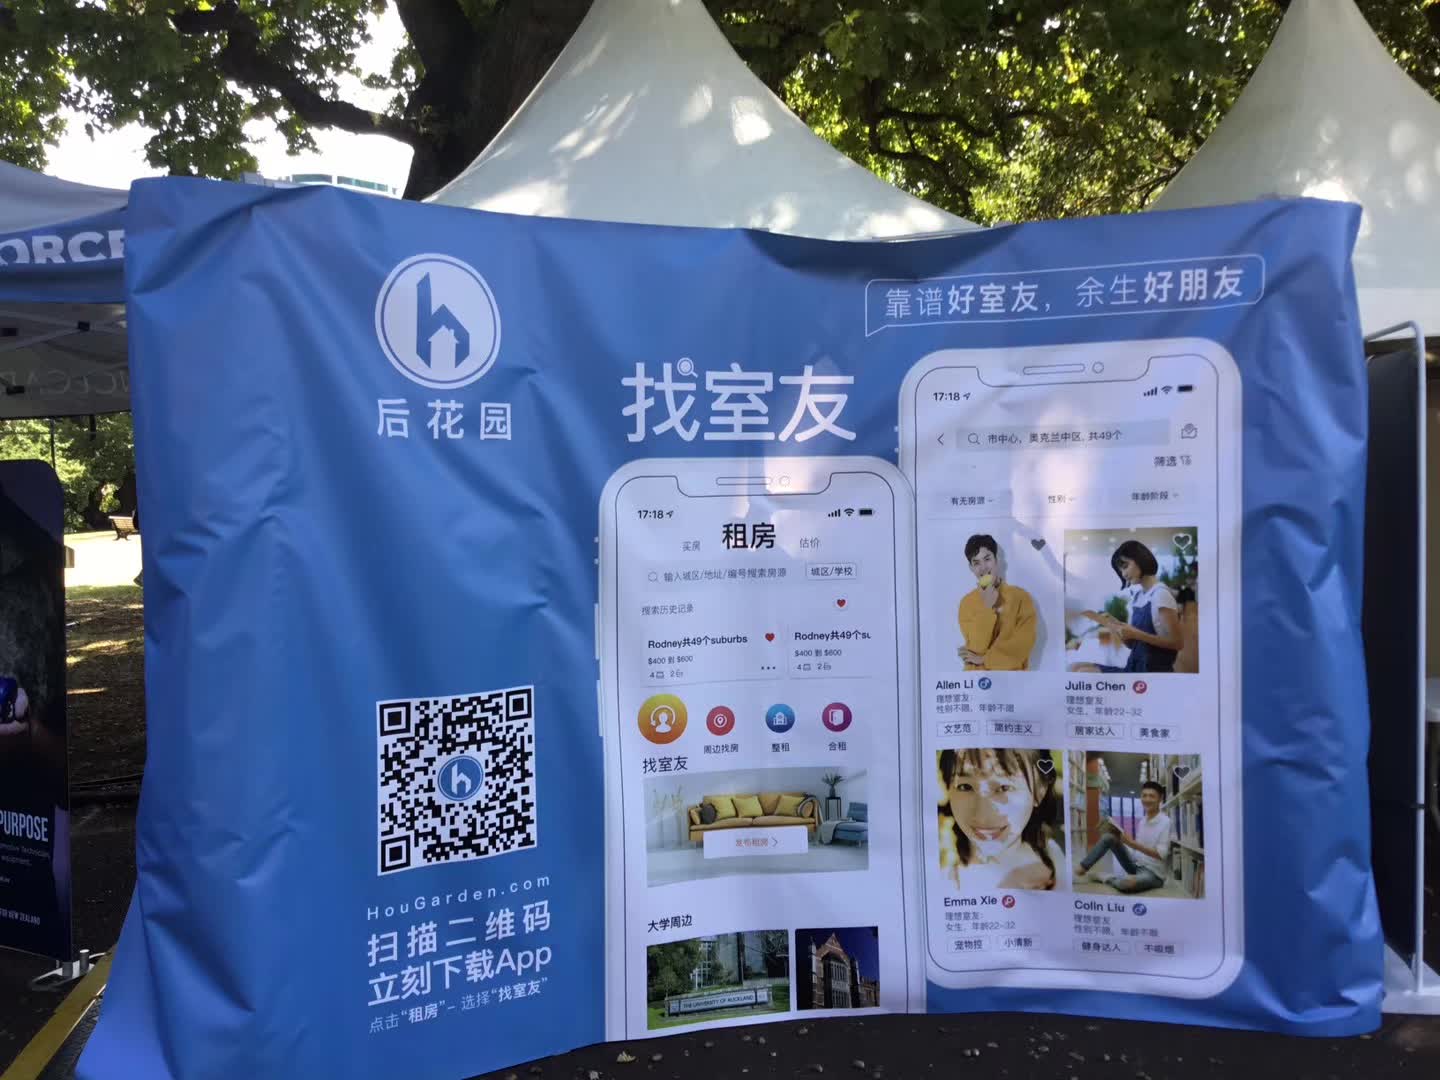 ORCE
后花园
找室友
靠谱好室友，余生好朋友
HouGarden.com
扫描二维码
立刻下载App
点击“租房”- 选择“找室友”
17:18
买房 租房 估价
输入城区/地址/编号搜索房源 城区/学校
搜索历史记录
Rodney共49个suburbs
$400 到 $600
4 2
Rodney共49个su
$400 到 $600
4 2
找室友 周边找房 整租 合租
发布租房
大学周边
THE UNIVERSITY OF AUCKLAND
17:18
市中心，奥克兰中区, 共49个
筛选
有无房源 性别 年龄阶段
Allen Li
理想室友：
性别不限，年龄不限
文艺范 简约主义
Julia Chen
理想室友：
女生，年龄22-32
居家达人 美食家
Emma Xie
理想室友：
女生，年龄22-32
宠物控 小清新
Colin Liu
理想室友：
性别不限，年龄不限
健身达人 不吸烟
PURPOSE
FOR NEW ZEALAND